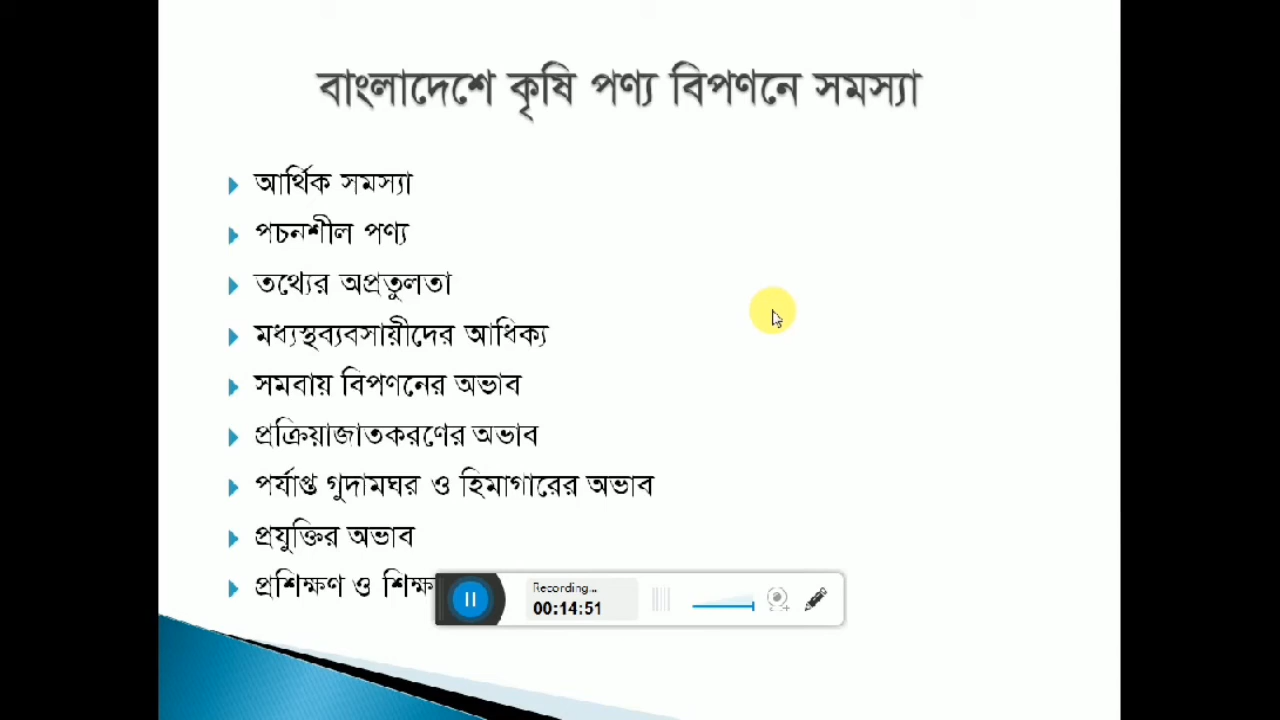 বাংলাদেশে কৃষি পণ্য বিপণনে সমস্যা
আর্থিক সমস্যা
পচনশীল পণ্য
তথ্যের অপ্রতুলতা
মধ্যস্থব্যবসায়ীদের আধিক্য
সমবায় বিপণনের অভাব
প্রক্রিয়াজাতকরণের অভাব
পর্যাপ্ত গুদামঘর ও হিমাগারের অভাব
প্রযুক্তির অভাব
প্রশিক্ষণ ও
Recording...
00:14:51